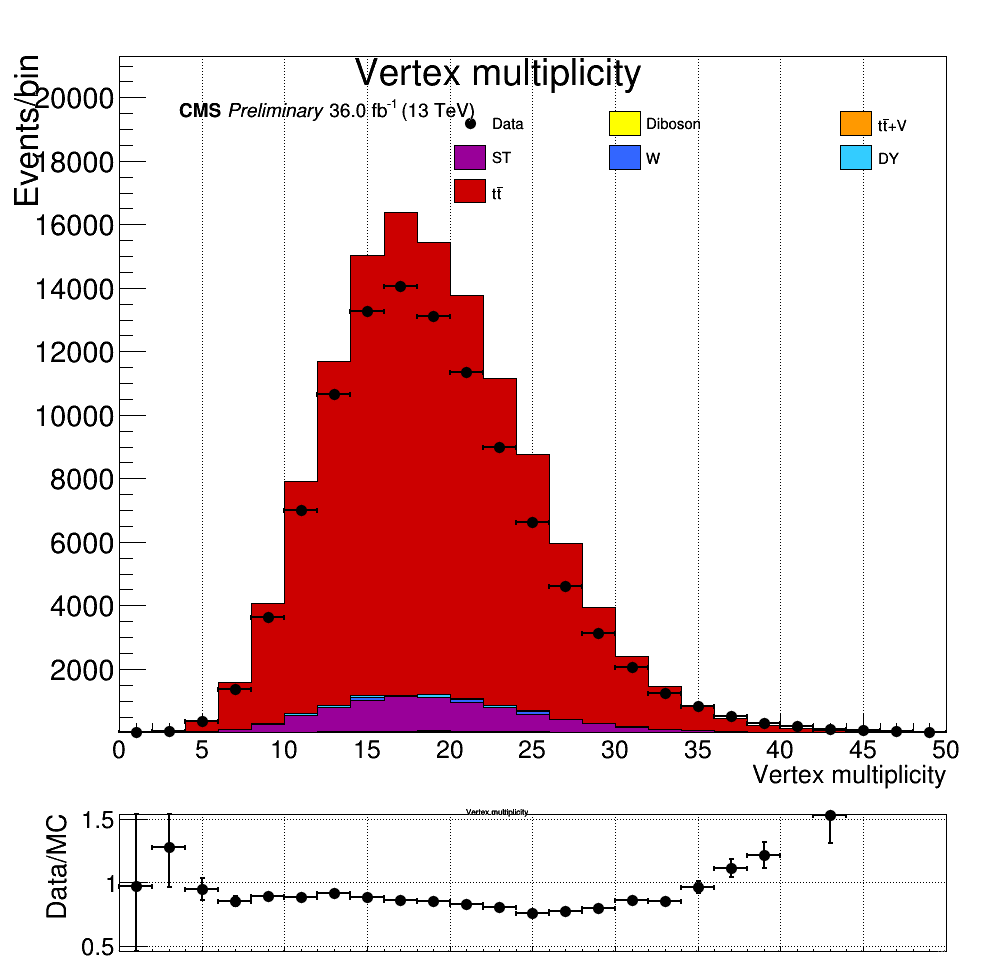 Vertex multiplicity
CMS Preliminary 36.0 fb⁻¹ (13 TeV)
Data
Diboson
tt̄+V
ST
W
DY
tt̄
Events/bin
20000
18000
16000
14000
12000
10000
8000
6000
4000
2000
0 5 10 15 20 25 30 35 40 45 50
Vertex multiplicity
Vertex multiplicity
Data/MC
1.5
1
0.5